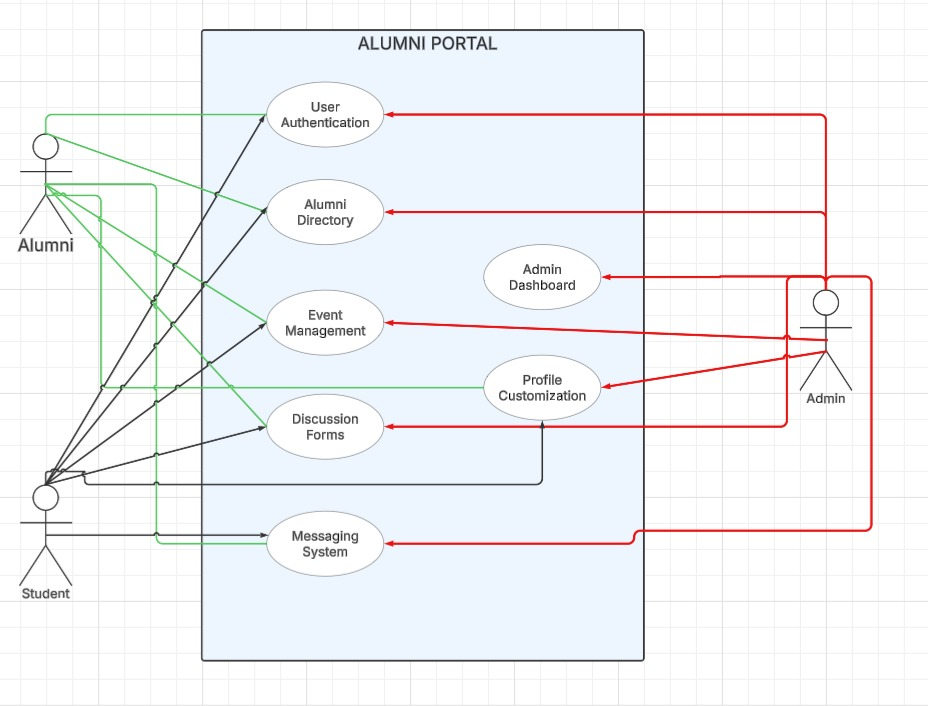 ALUMNI PORTAL
User
Authentication
Alumni
Directory
Admin
Dashboard
Event
Management
Profile
Customization
Discussion
Forms
Messaging
System
Alumni
Student
Admin